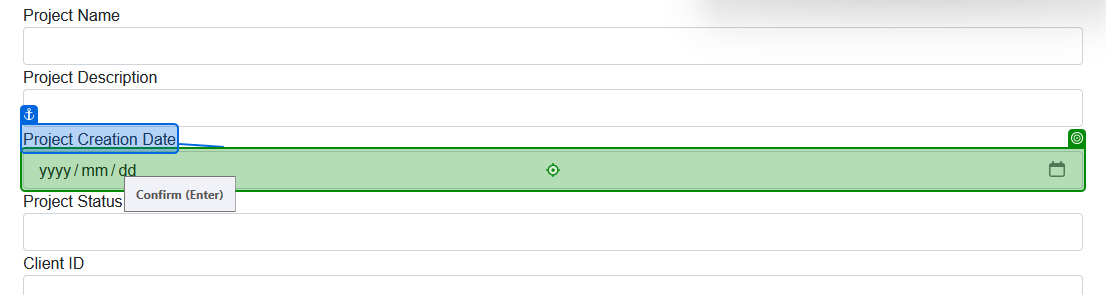 Project Name
Project Description
Project Creation Date
yyyy / mm / dd
Confirm (Enter)
Project Status
Client ID